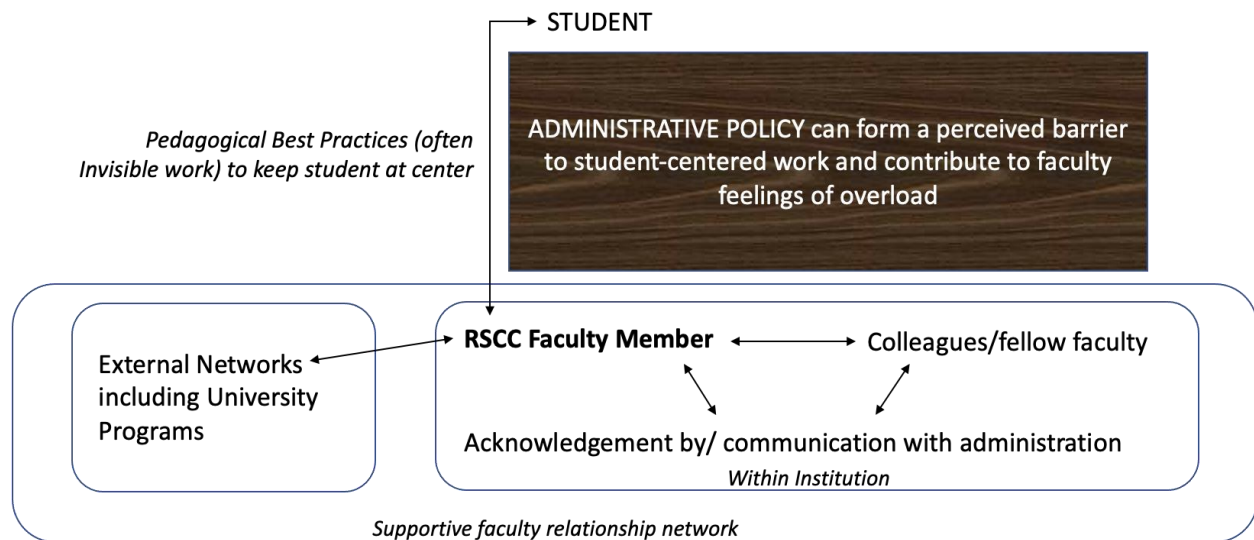 STUDENT
ADMINISTRATIVE POLICY can form a perceived barrier
to student-centered work and contribute to faculty
feelings of overload
Pedagogical Best Practices (often
Invisible work) to keep student at center
RSCC Faculty Member
Colleagues/fellow faculty
External Networks
including University
Programs
Acknowledgement by/ communication with administration
Within Institution
Supportive faculty relationship network